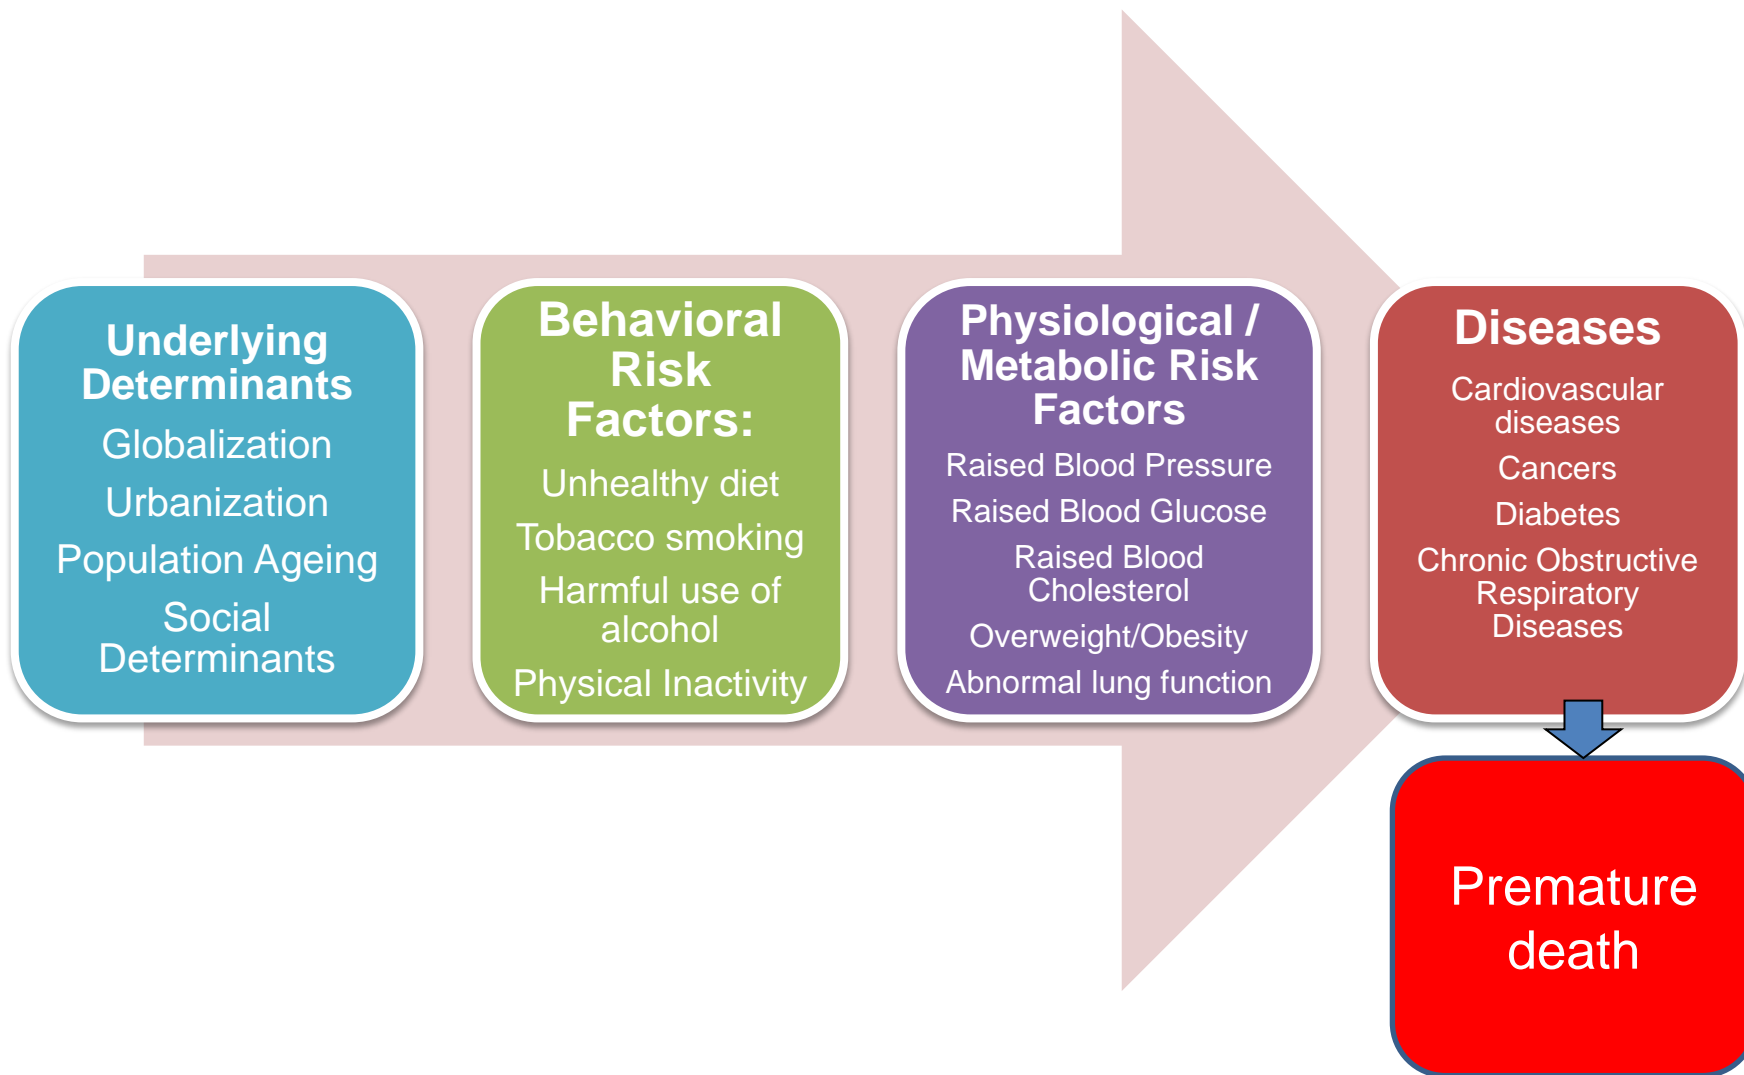 Underlying
Determinants
Globalization
Urbanization
Population Ageing
Social
Determinants
Behavioral
Risk
Factors:
Unhealthy diet
Tobacco smoking
Harmful use of
alcohol
Physical Inactivity
Physiological /
Metabolic Risk
Factors
Raised Blood Pressure
Raised Blood Glucose
Raised Blood
Cholesterol
Overweight/Obesity
Abnormal lung function
Diseases
Cardiovascular
diseases
Cancers
Diabetes
Chronic Obstructive
Respiratory
Diseases
Premature
death